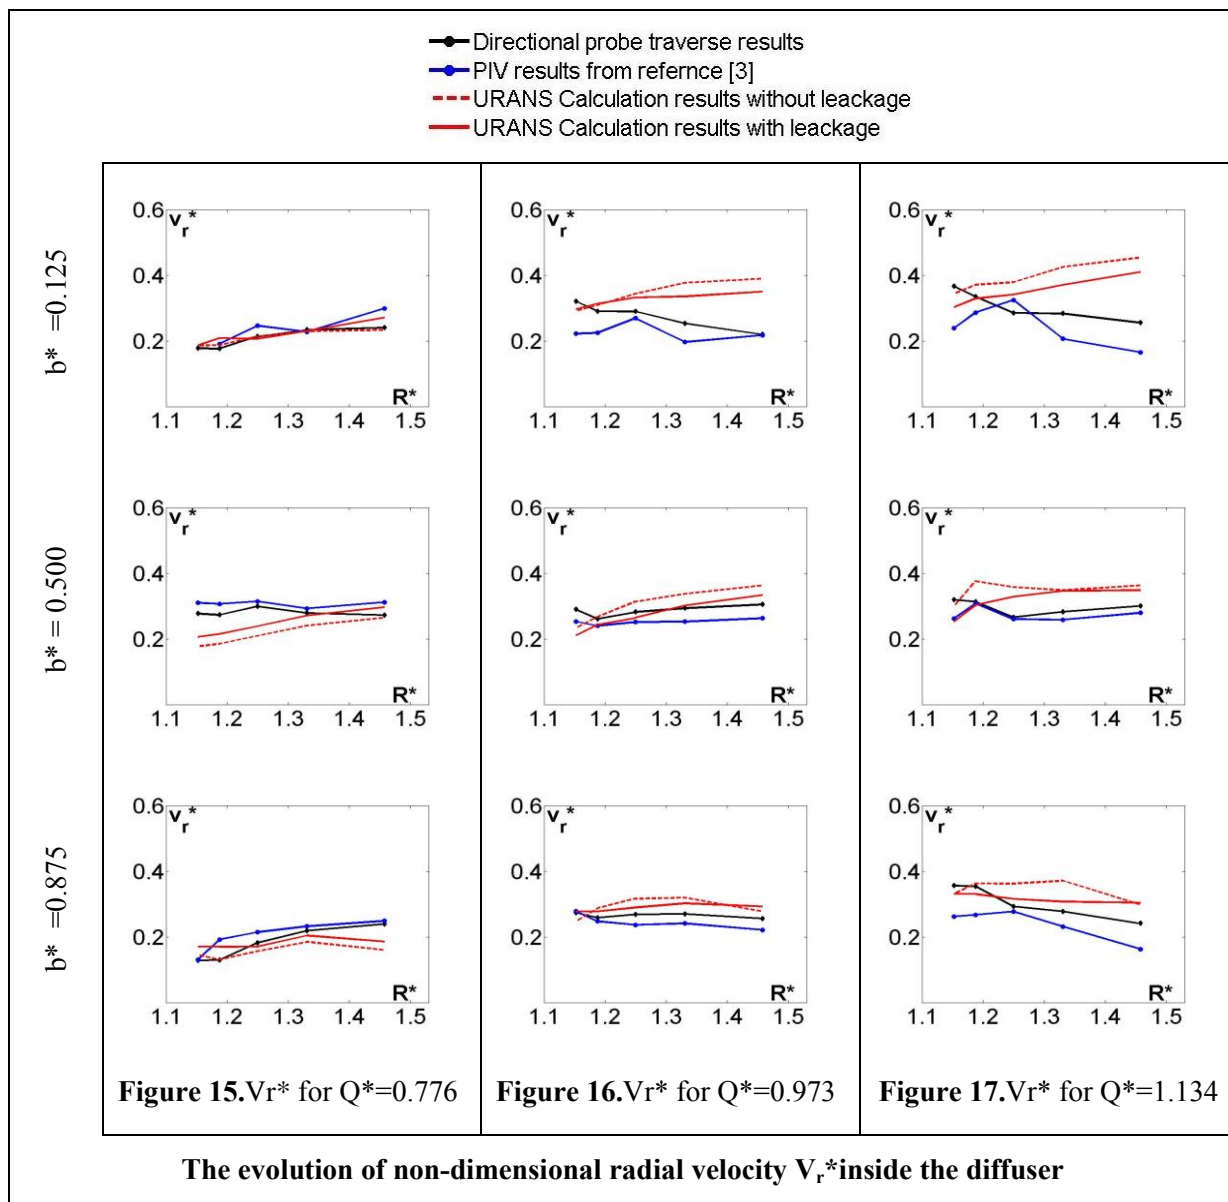 Directional probe traverse results
PIV results from refernce [3]
URANS Calculation results without leackage
URANS Calculation results with leackage
b* =0.125
0.6
0.4
0.2
v_r*
R*
1.1 1.2 1.3 1.4 1.5
0.6
0.4
0.2
v_r*
R*
1.1 1.2 1.3 1.4 1.5
0.6
0.4
0.2
v_r*
R*
1.1 1.2 1.3 1.4 1.5
b* = 0.500
0.6
0.4
0.2
v_r*
R*
1.1 1.2 1.3 1.4 1.5
0.6
0.4
0.2
v_r*
R*
1.1 1.2 1.3 1.4 1.5
0.6
0.4
0.2
v_r*
R*
1.1 1.2 1.3 1.4 1.5
b* =0.875
0.6
0.4
0.2
v_r*
R*
1.1 1.2 1.3 1.4 1.5
0.6
0.4
0.2
v_r*
R*
1.1 1.2 1.3 1.4 1.5
0.6
0.4
0.2
v_r*
R*
1.1 1.2 1.3 1.4 1.5
Figure 15.Vr* for Q*=0.776
Figure 16.Vr* for Q*=0.973
Figure 17.Vr* for Q*=1.134
The evolution of non-dimensional radial velocity V_r*inside the diffuser